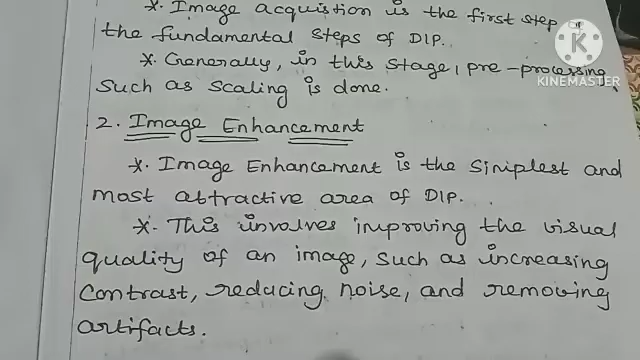 *. Image acquistion is the first step of
the fundamental steps of DIP.
*. Generally, in this stage, pre-processing
such as scaling is done.
KINEMASTER
2. Image Enhancement
*. Image Enhancement is the simplest and
most attractive area of DIP.
*. This involves improving the visual
quality of an image, such as increasing
contrast, reducing noise, and removing
artifacts.